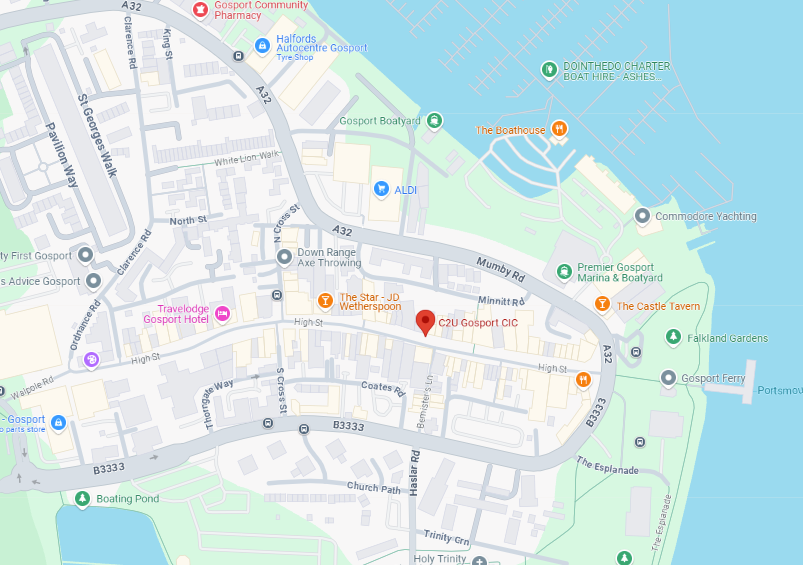 A32
Gosport Community
Pharmacy
Clarence Rd
King St
Halfords
Autocentre Gosport
Tyre Shop
DOINTHEDO CHARTER
BOAT HIRE - ASHES...
A32
St Georges Walk
Pavilion Way
Gosport Boatyard
The Boathouse
White Lion Walk
ALDI
North St
N Cross St
A32
Commodore Yachting
Clarence Rd
ty First Gosport
Down Range
Axe Throwing
Mumby Rd
Premier Gosport
Marina & Boatyard
s Advice Gosport
Minnitt Rd
The Star - JD
Wetherspoon
The Castle Tavern
Ordnance Rd
Travelodge
Gosport Hotel
High St
C2U Gosport CIC
Falkland Gardens
A32
High St
High St
Gosport Ferry
Portsmou
Walpole Rd
Thorngate Way
S Cross St
Coates Rd
Bemister's Ln
B3333
- Gosport
o parts store
B3333
B3333
Haslar Rd
The Esplanade
Church Path
Boating Pond
The Esplanade
Trinity Grn
Holy Trinity